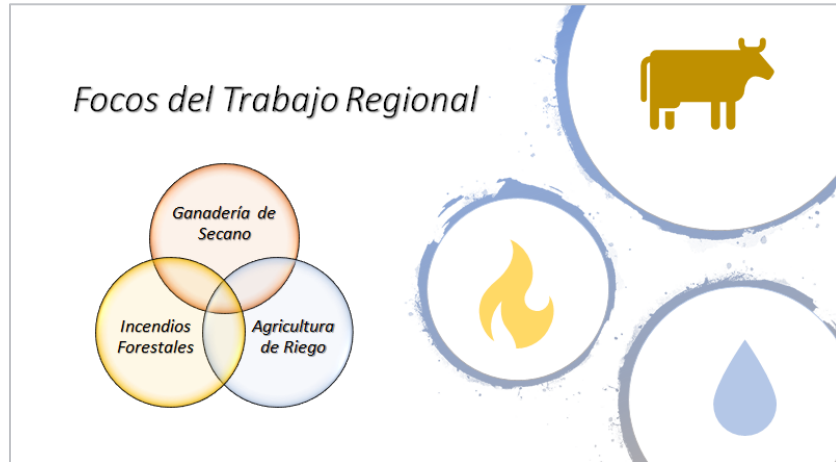 Focos del Trabajo Regional
Ganadería de
Secano
Incendios
Forestales
Agricultura
de Riego